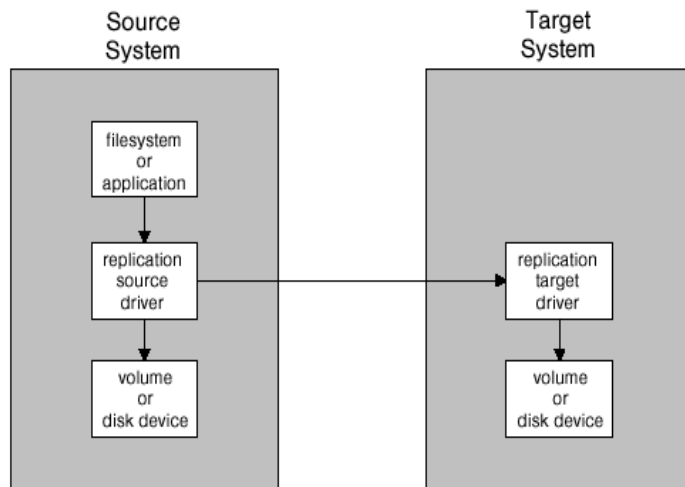 Source
System
Target
System
filesystem
or
application
replication
source
driver
replication
target
driver
volume
or
disk device
volume
or
disk device